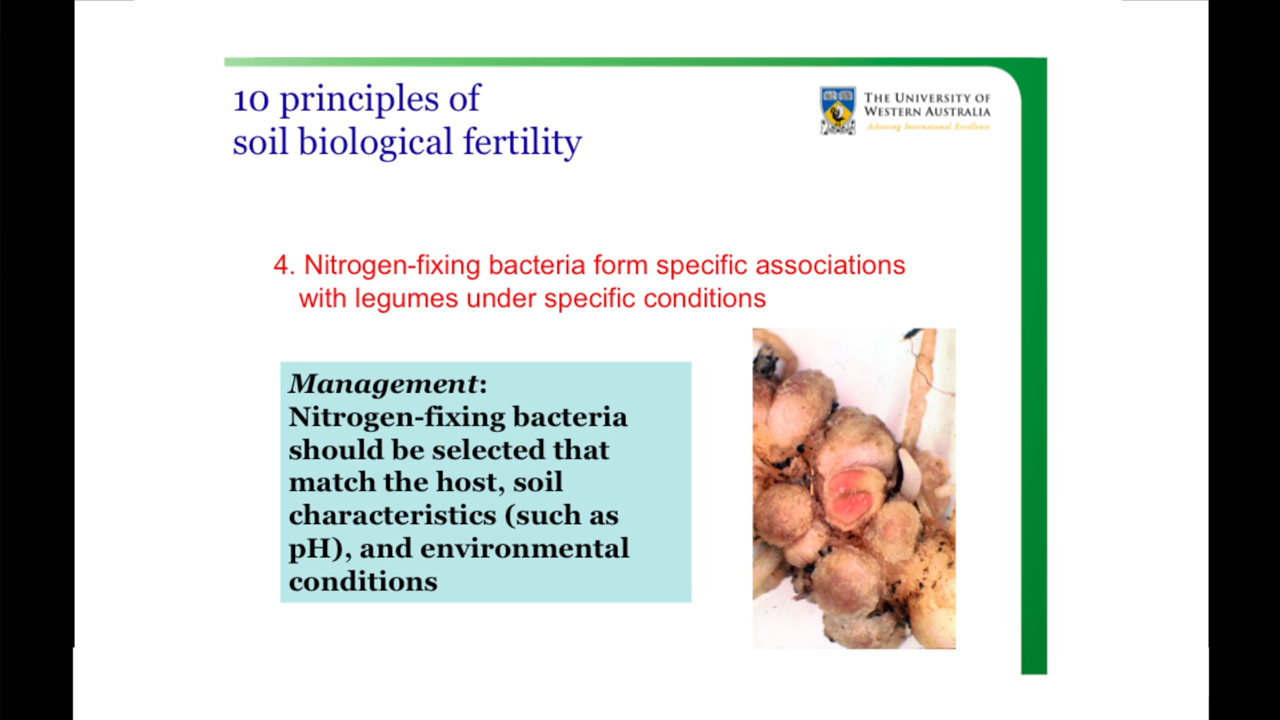 10 principles of
soil biological fertility
THE UNIVERSITY OF
WESTERN AUSTRALIA
Achieving International Excellence
4. Nitrogen-fixing bacteria form specific associations
with legumes under specific conditions
Management:
Nitrogen-fixing bacteria
should be selected that
match the host, soil
characteristics (such as
pH), and environmental
conditions